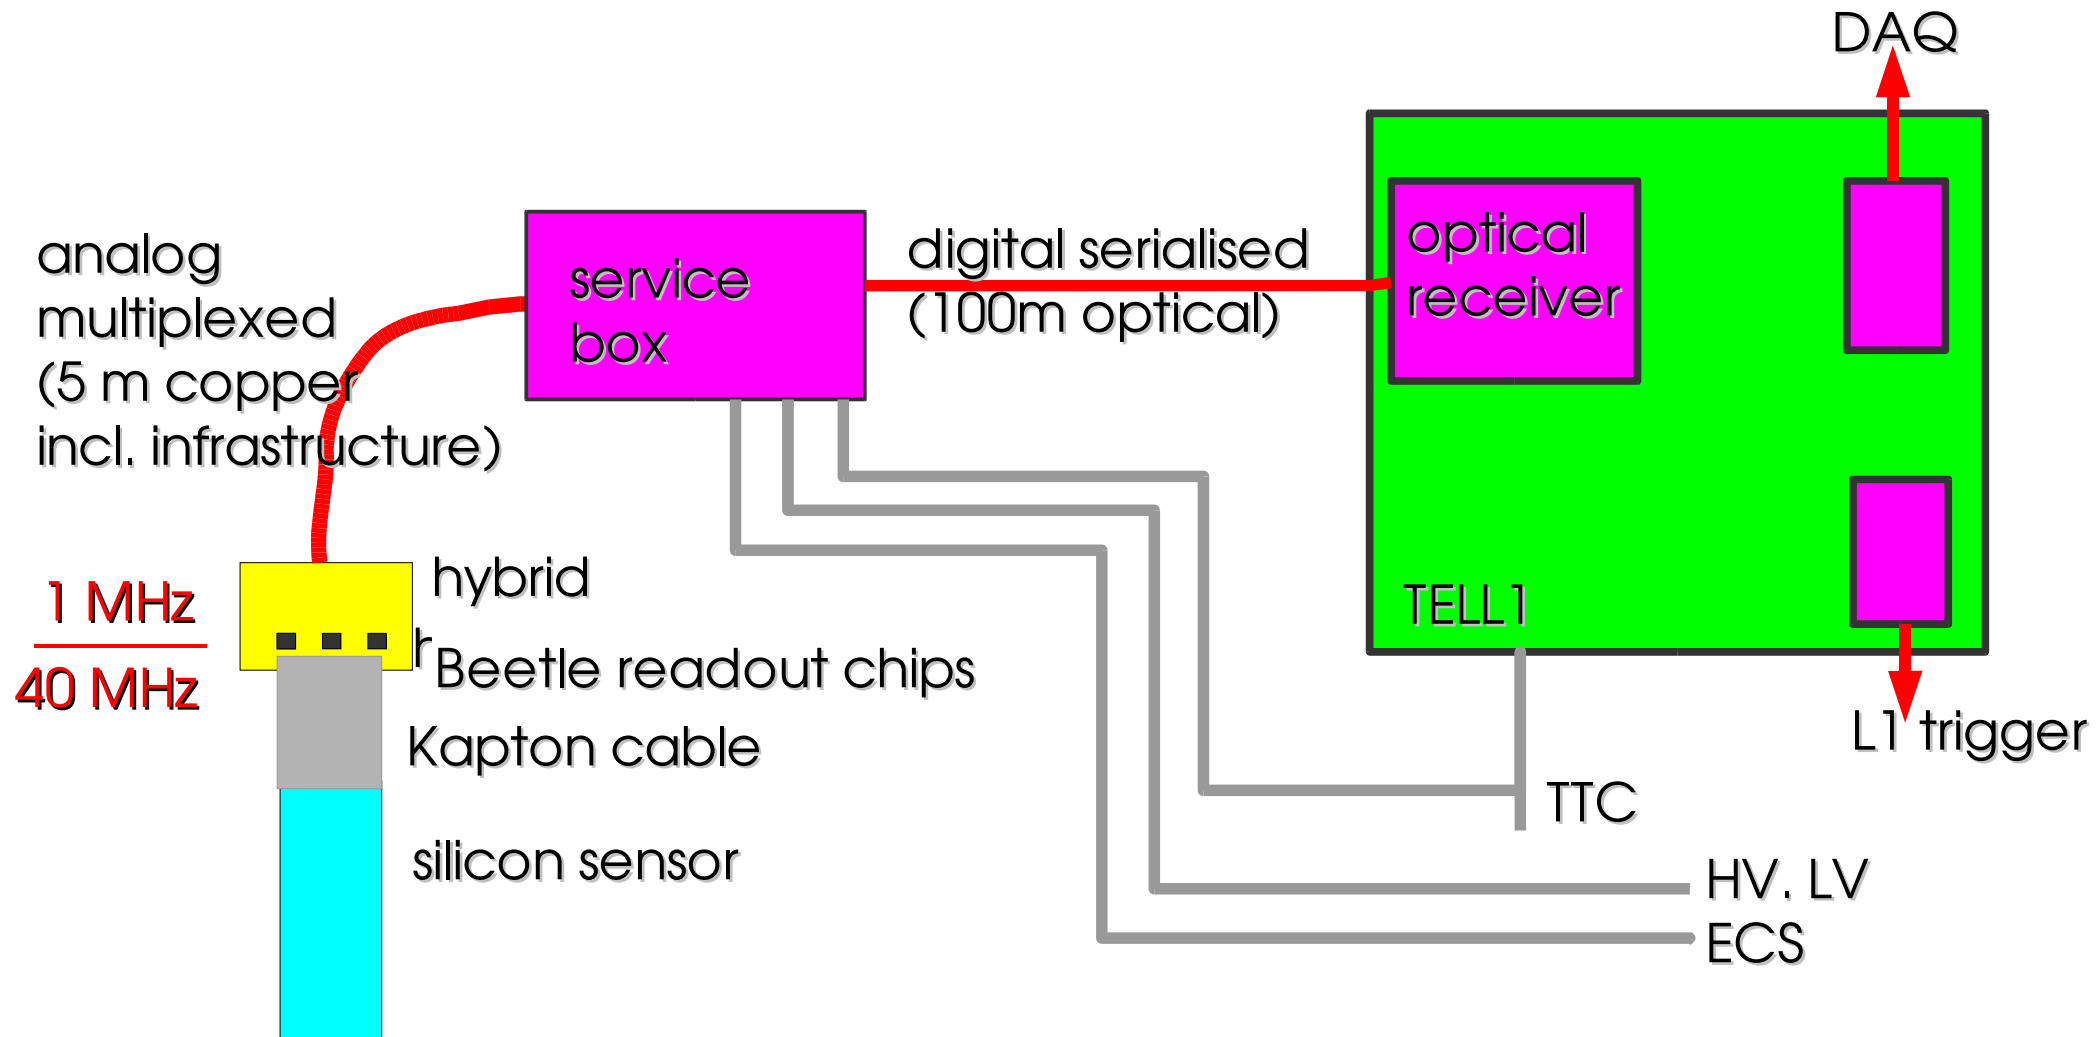 DAQ
analog
multiplexed
(5 m copper
incl. infrastructure)
service
box
digital serialised
(100m optical)
optical
receiver
TELL1
L1 trigger
1 MHz
40 MHz
hybrid
r
Beetle readout chips
Kapton cable
silicon sensor
TTC
HV. LV
ECS